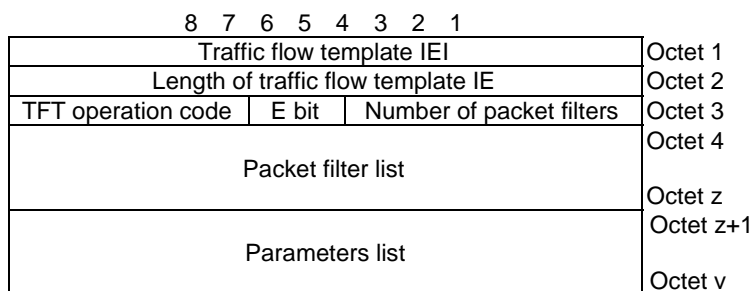 8 7 6 5 4 3 2 1
Traffic flow template IEI Octet 1
Length of traffic flow template IE Octet 2
TFT operation code E bit Number of packet filters Octet 3
Octet 4
Packet filter list
Octet z
Octet z+1
Parameters list
Octet v